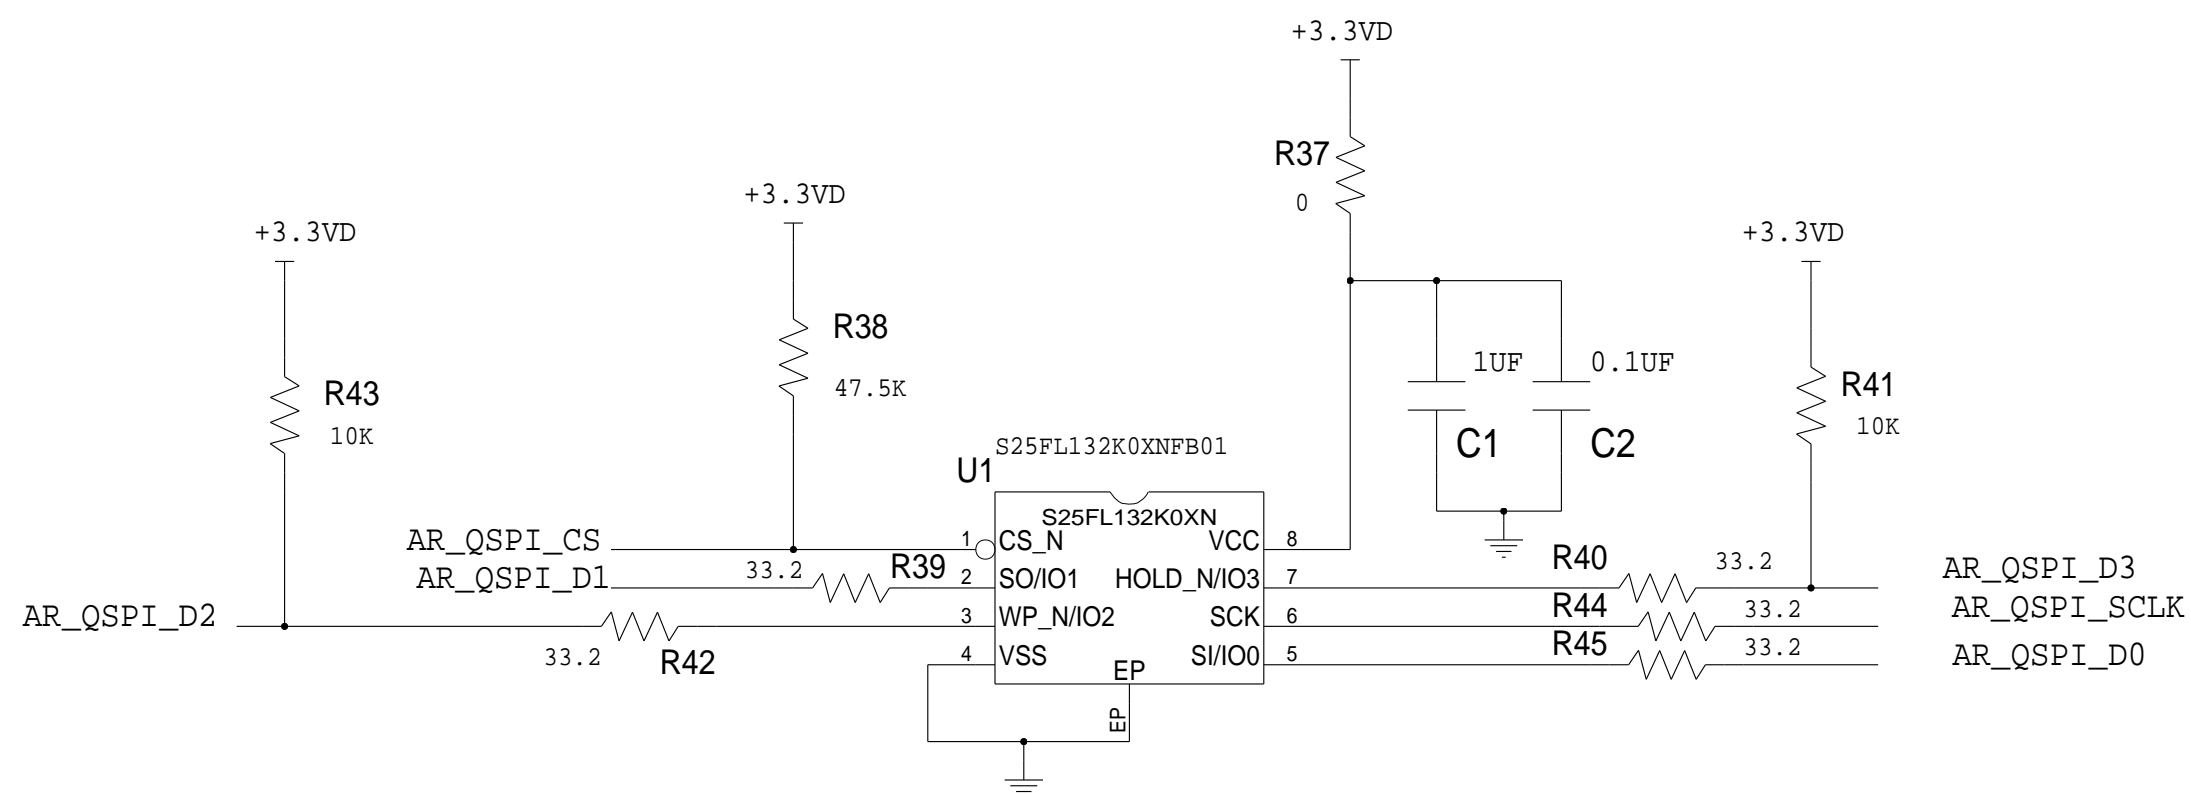 +3.3VD
R37
0
+3.3VD
+3.3VD
+3.3VD
R38
47.5K
R43
10K
1UF
0.1UF
C1
C2
R41
10K
S25FL132K0XNFB01
U1
S25FL132K0XN
AR_QSPI_CS
1
CS_N
VCC
8
AR_QSPI_D1
33.2
R39
2
SO/IO1
HOLD_N/IO3
7
R40
33.2
AR_QSPI_D3
AR_QSPI_D2
33.2
R42
3
WP_N/IO2
SCK
6
R44
33.2
AR_QSPI_SCLK
4
VSS
SI/IO0
5
R45
33.2
AR_QSPI_D0
EP
EP